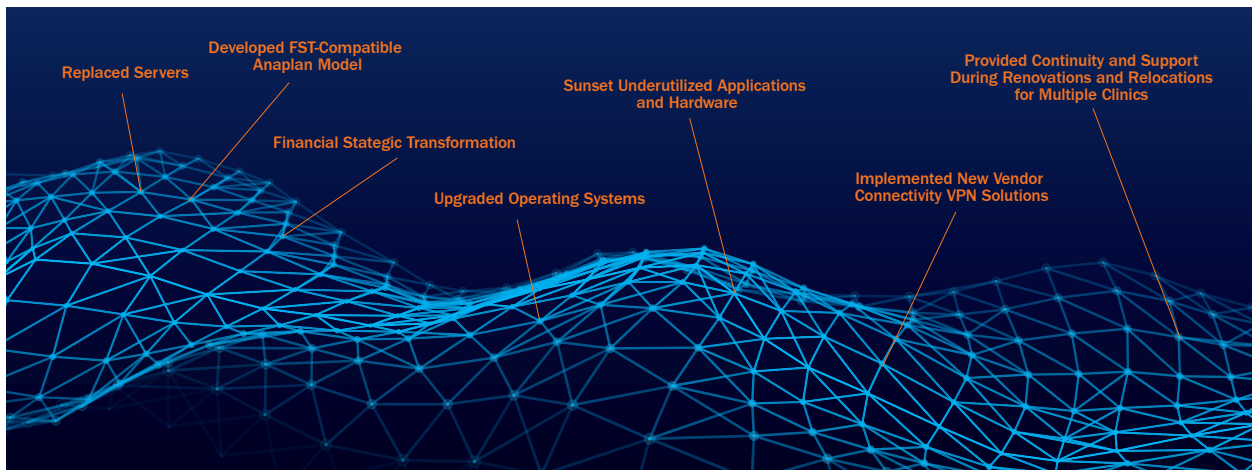 Replaced Servers
Developed FST-Compatible
Anaplan Model
Financial Stategic Transformation
Upgraded Operating Systems
Sunset Underutilized Applications
and Hardware
Implemented New Vendor
Connectivity VPN Solutions
Provided Continuity and Support
During Renovations and Relocations
for Multiple Clinics